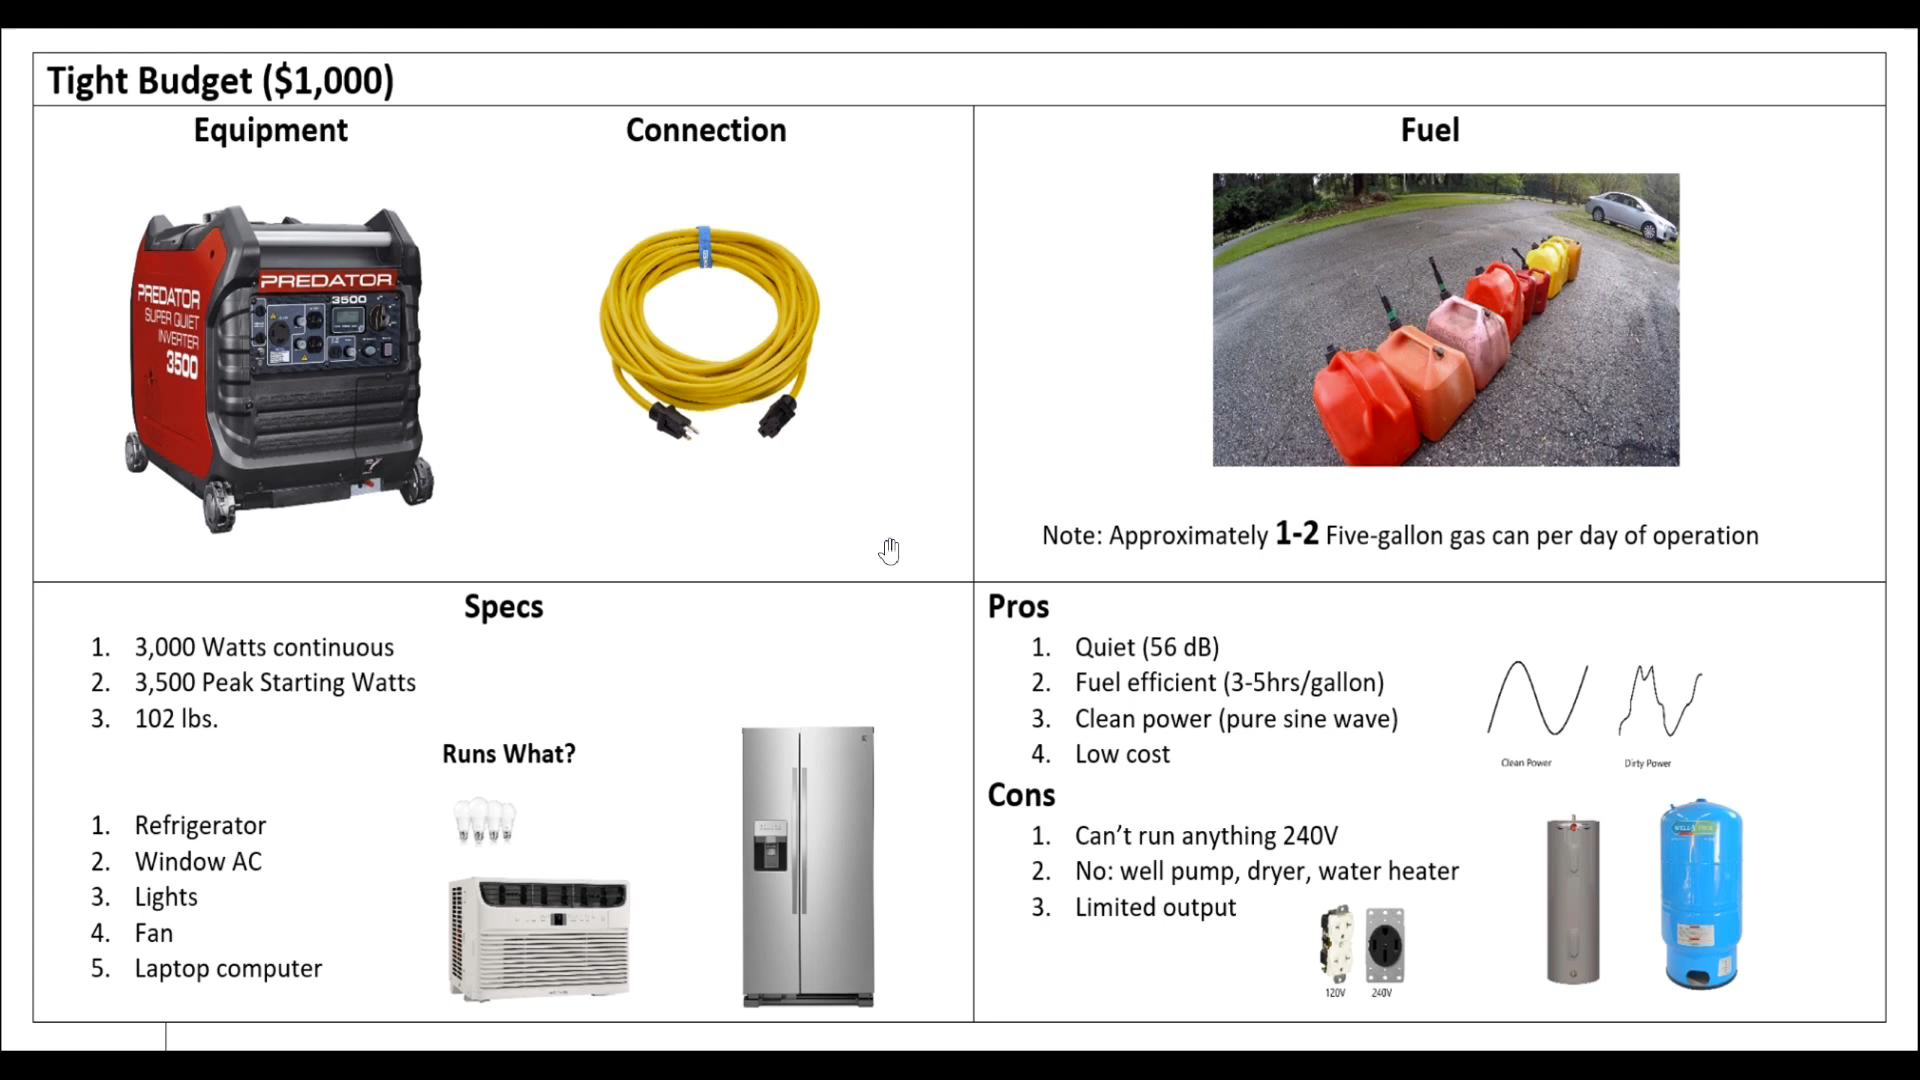 Tight Budget ($1,000)
Equipment
Connection
PREDATOR
3500
PREDATOR
SUPER QUIET
INVERTER
3500
Fuel
Note: Approximately 1-2 Five-gallon gas can per day of operation
Specs
1. 3,000 Watts continuous
2. 3,500 Peak Starting Watts
3. 102 lbs.
Runs What?
1. Refrigerator
2. Window AC
3. Lights
4. Fan
5. Laptop computer
Pros
1. Quiet (56 dB)
2. Fuel efficient (3-5hrs/gallon)
3. Clean power (pure sine wave)
4. Low cost
Clean Power
Dirty Power
Cons
1. Can’t run anything 240V
2. No: well pump, dryer, water heater
3. Limited output
120V
240V